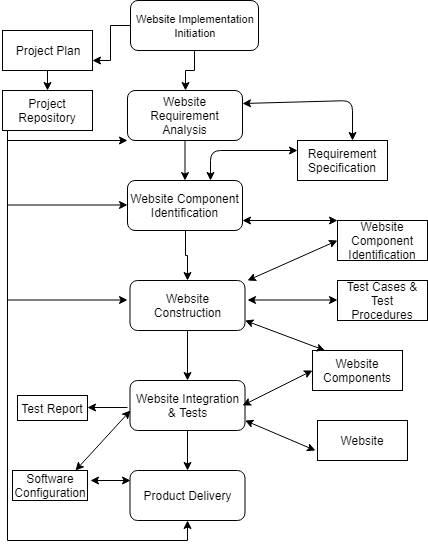 Website Implementation
Initiation
Project Plan
Project
Repository
Website
Requirement
Analysis
Requirement
Specification
Website Component
Identification
Website
Component
Identification
Test Cases &
Test
Procedures
Website
Construction
Website
Components
Website Integration
& Tests
Test Report
Website
Software
Configuration
Product Delivery